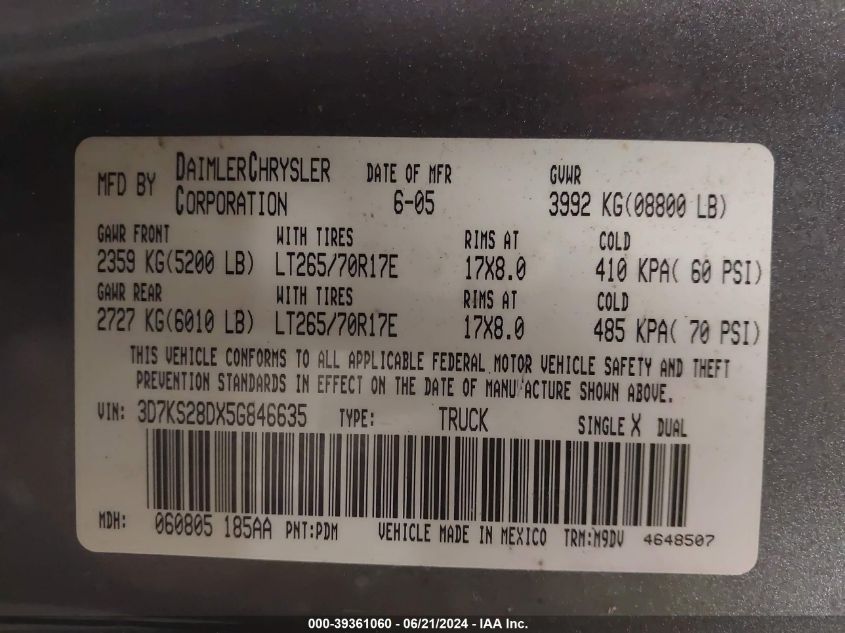 MFD BY DAIMLERCHRYSLER CORPORATION DATE OF MFR 6-05 GVWR 3992 KG(08800 LB)
GAWR FRONT WITH TIRES RIMS AT COLD
2359 KG(5200 LB) LT265/70R17E 17X8.0 410 KPA( 60 PSI)
GAWR REAR WITH TIRES RIMS AT COLD
2727 KG(6010 LB) LT265/70R17E 17X8.0 485 KPA( 70 PSI)
THIS VEHICLE CONFORMS TO ALL APPLICABLE FEDERAL MOTOR VEHICLE SAFETY AND THEFT
PREVENTION STANDARDS IN EFFECT ON THE DATE OF MANUFACTURE SHOWN ABOVE.
VIN: 3D7KS28DX5G846635 TYPE: TRUCK SINGLE X DUAL
MDH: 060805 185AA PNT:PDM VEHICLE MADE IN MEXICO TRM:M9DV 4648507
000-39361060 / 06/21/2024 - IAA Inc.